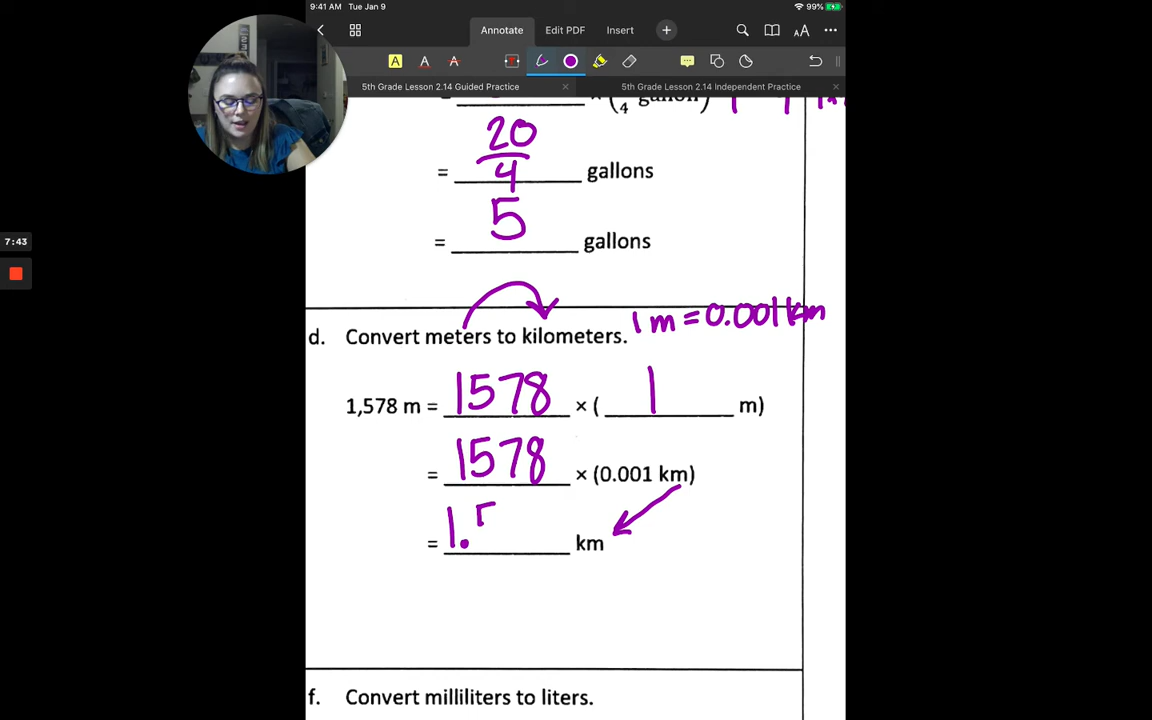 9:41 AM Tue Jan 9
99%
Annotate Edit PDF Insert
AA
A A A
5th Grade Lesson 2.14 Guided Practice × 5th Grade Lesson 2.14 Independent Practice ×
gallon)
20
4
= gallons
5
= gallons
7:43
1 m = 0.001 km
d. Convert meters to kilometers.
1,578 m = 1578 × ( 1 m)
= 1578 × (0.001 km)
= 1. km
f. Convert milliliters to liters.